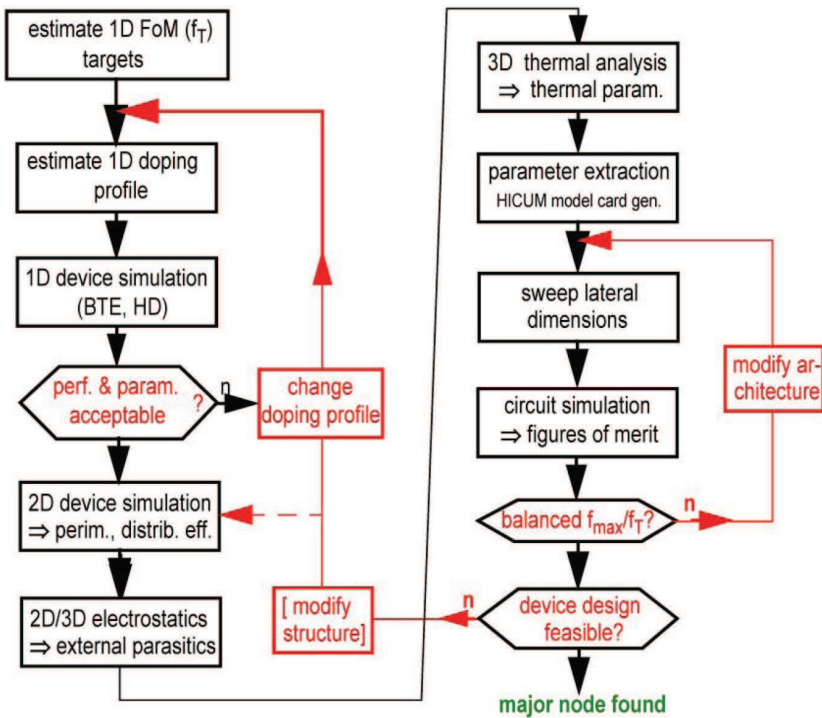 estimate 1D FoM (fT)
targets
estimate 1D doping
profile
1D device simulation
(BTE, HD)
perf. & param.
acceptable ?
n
change
doping profile
2D device simulation
⇒ perim., distrib. eff.
2D/3D electrostatics
⇒ external parasitics
[ modify
structure]
3D thermal analysis
⇒ thermal param.
parameter extraction
HICUM model card gen.
sweep lateral
dimensions
modify ar-
chitecture
circuit simulation
⇒ figures of merit
balanced fmax/fT?
n
device design
feasible?
n
major node found